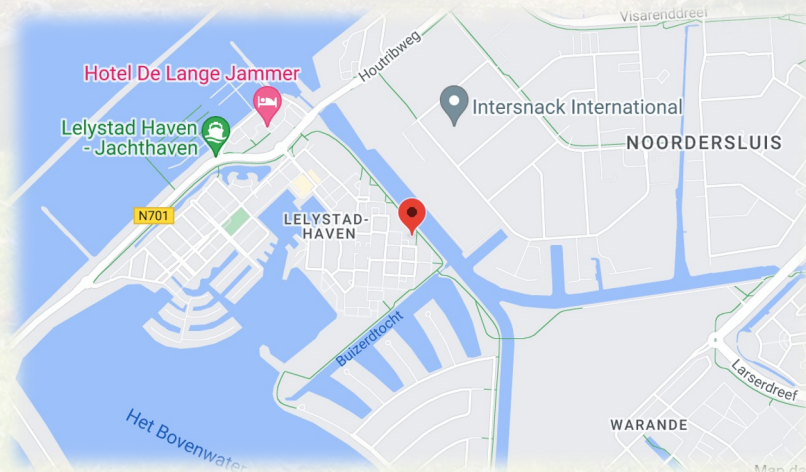 Visarenddreef
Houtribweg
Hotel De Lange Jammer
Intersnack International
Lelystad Haven
- Jachthaven
NOORDERSLUIS
N701
LELYSTAD-
HAVEN
Buizerdtocht
Larserdreef
Het Bovenwater
WARANDE